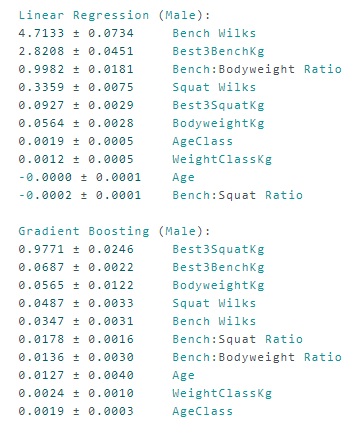 Linear Regression (Male):
4.7133 ± 0.0734 Bench Wilks
2.8208 ± 0.0451 Best3BenchKg
0.9982 ± 0.0181 Bench:Bodyweight Ratio
0.3359 ± 0.0075 Squat Wilks
0.0927 ± 0.0029 Best3SquatKg
0.0564 ± 0.0028 BodyweightKg
0.0019 ± 0.0005 AgeClass
0.0012 ± 0.0005 WeightClassKg
-0.0000 ± 0.0001 Age
-0.0002 ± 0.0001 Bench:Squat Ratio
Gradient Boosting (Male):
0.9771 ± 0.0246 Best3SquatKg
0.0687 ± 0.0022 Best3BenchKg
0.0565 ± 0.0122 BodyweightKg
0.0487 ± 0.0033 Squat Wilks
0.0347 ± 0.0031 Bench Wilks
0.0178 ± 0.0016 Bench:Squat Ratio
0.0136 ± 0.0030 Bench:Bodyweight Ratio
0.0127 ± 0.0040 Age
0.0024 ± 0.0010 WeightClassKg
0.0019 ± 0.0003 AgeClass